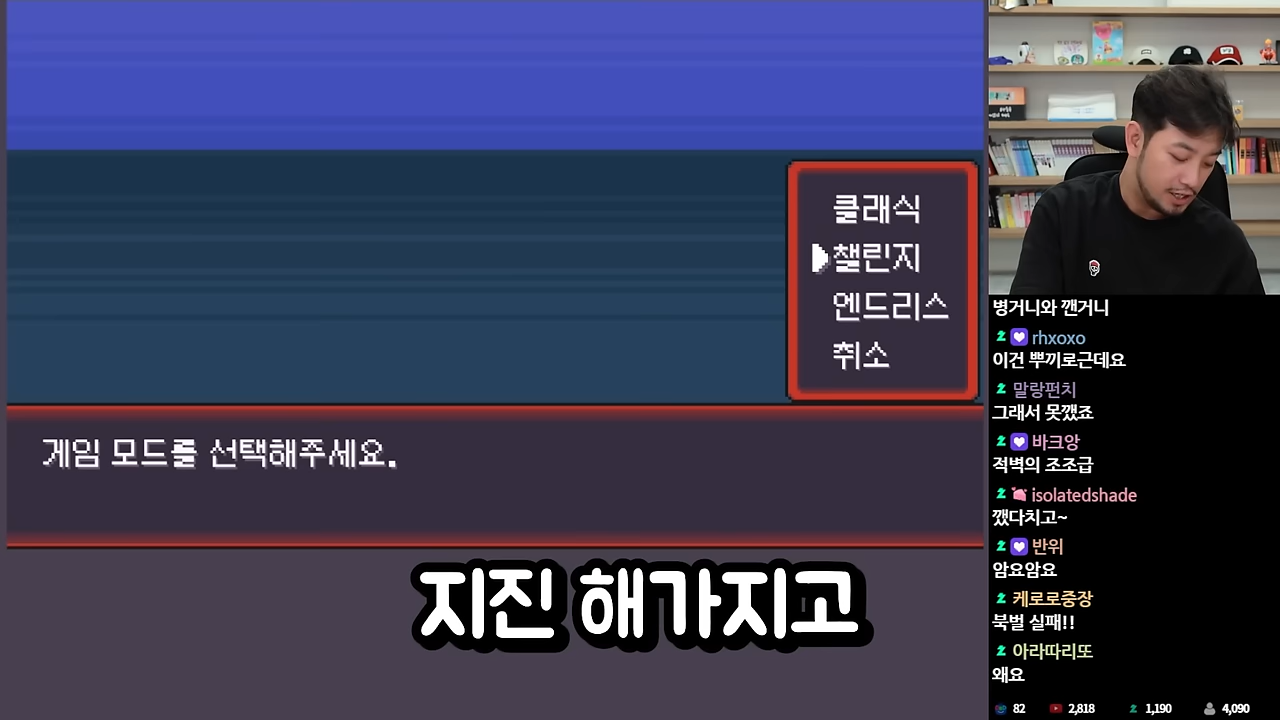 클래식
챌린지
엔드리스
취소
게임 모드를 선택해주세요.
지진 해가지고
병거니와 깬거니
rhxoxo
이건 뿌끼로근데요
말랑펀치
그래서 못깼죠
바크앙
적벽의 조조급
isolatedshade
깼다치고~
반위
암요암요
케로로중장
북벌 실패!!
아라따리또
왜요
82 2,818 1,190 4,090